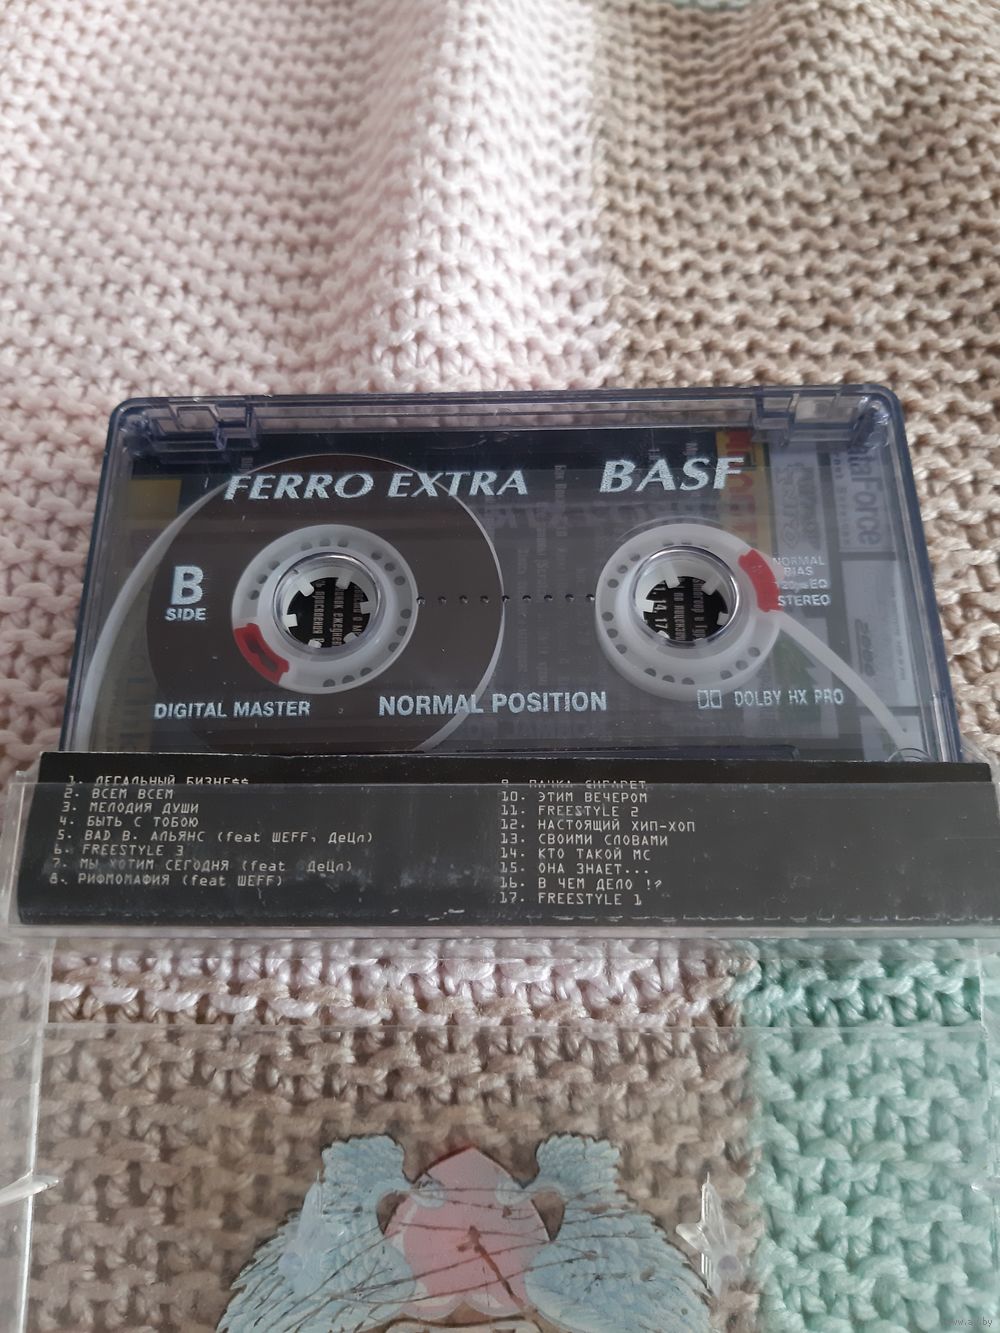 FERRO EXTRA BASF
B
SIDE
NORMAL
BIAS
EQ
STEREO
DIGITAL MASTER NORMAL POSITION DOLBY HX PRO
1. ЛЕГАЛЬНЫЙ БИЗНЕ$$
2. ВСЕМ ВСЕМ
3. МЕЛОДИЯ ДУШИ
4. БЫТЬ С ТОБОЮ
5. BAD B. АЛЬЯНС (feat ШЕFF, ДеЦл)
6. FREESTYLE 3
7. МЫ ХОТИМ СЕГОДНЯ (feat ДеЦл)
8. РИФМОМАФИЯ (feat ШЕFF)
9. ПАЧКА СИГАРЕТ
10. ЭТИМ ВЕЧЕРОМ
11. FREESTYLE 2
12. НАСТОЯЩИЙ ХИП-ХОП
13. СВОИМИ СЛОВАМИ
14. КТО ТАКОЙ МС
15. ОНА ЗНАЕТ...
16. В ЧЕМ ДЕЛО !?
17. FREESTYLE 1